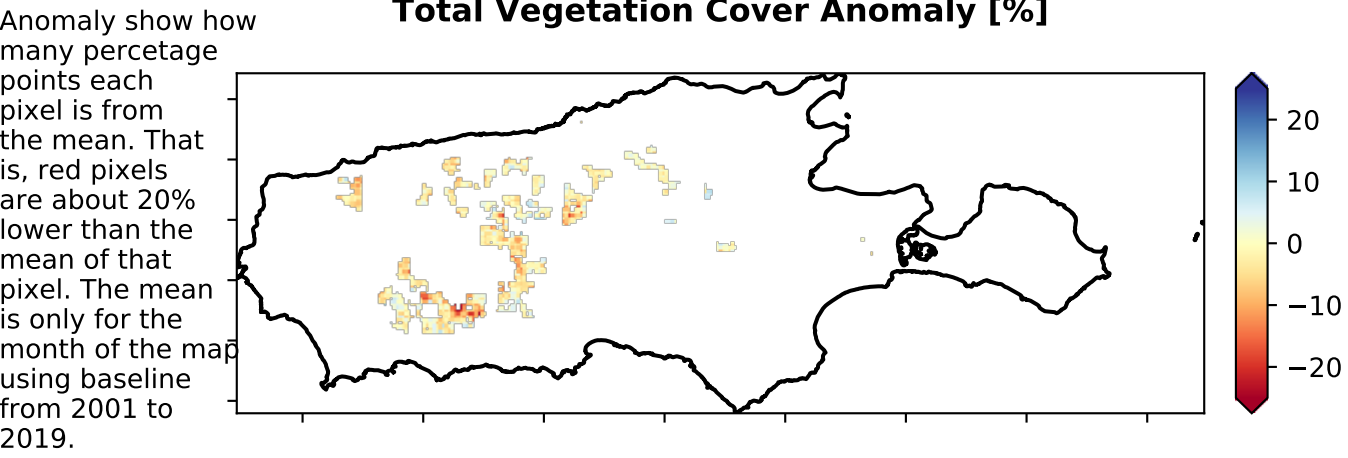 Total Vegetation Cover Anomaly [%]
Anomaly show how
many percetage
points each
pixel is from
the mean. That
is, red pixels
are about 20%
lower than the
mean of that
pixel. The mean
is only for the
month of the map
using baseline
from 2001 to
2019.
20
10
0
−10
−20